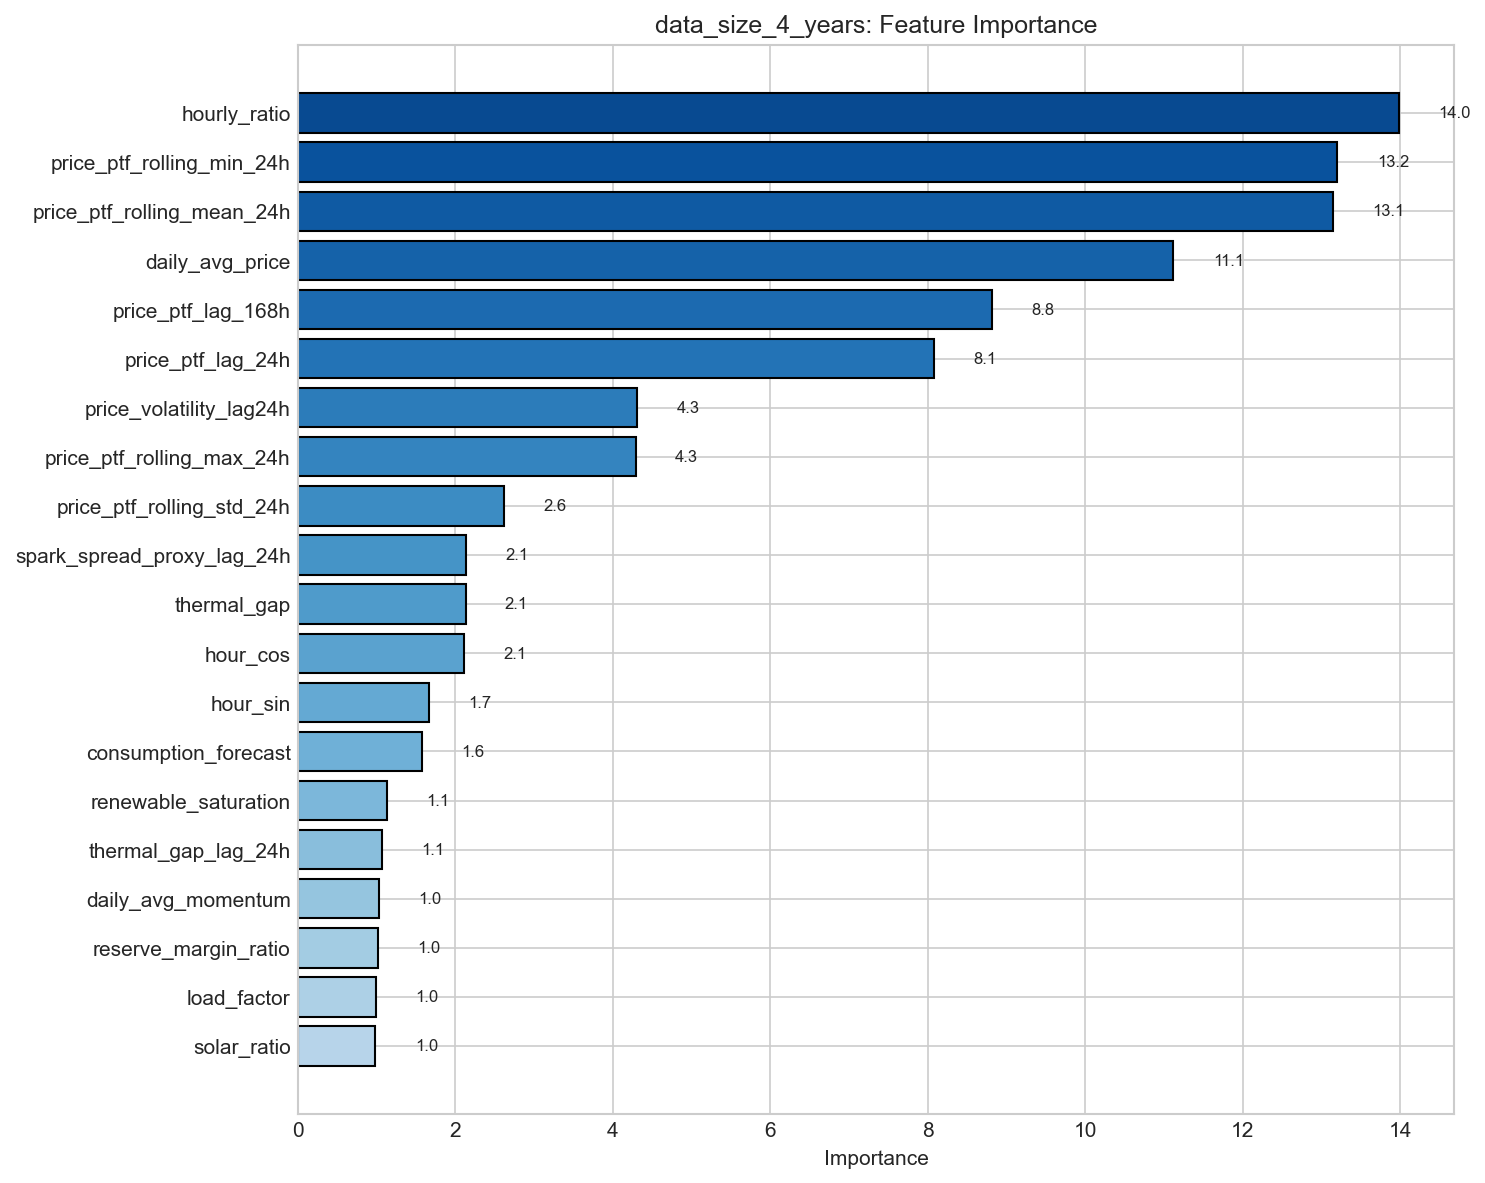 data_size_4_years: Feature Importance
hourly_ratio 14.0
price_ptf_rolling_min_24h 13.2
price_ptf_rolling_mean_24h 13.1
daily_avg_price 11.1
price_ptf_lag_168h 8.8
price_ptf_lag_24h 8.1
price_volatility_lag24h 4.3
price_ptf_rolling_max_24h 4.3
price_ptf_rolling_std_24h 2.6
spark_spread_proxy_lag_24h 2.1
thermal_gap 2.1
hour_cos 2.1
hour_sin 1.7
consumption_forecast 1.6
renewable_saturation 1.1
thermal_gap_lag_24h 1.1
daily_avg_momentum 1.0
reserve_margin_ratio 1.0
load_factor 1.0
solar_ratio 1.0
0 2 4 6 8 10 12 14
Importance